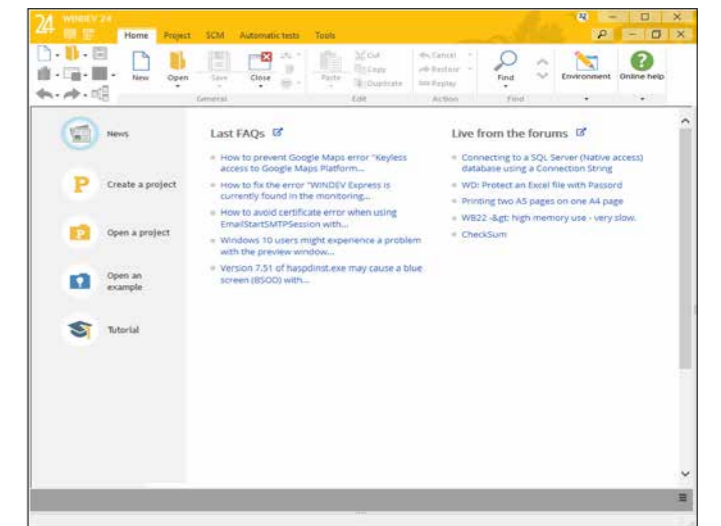 24 WINDEV 24
Home Project SCM Automatic tests Tools
New Open Save Close Paste Cut Copy Duplicate Cancel Restore Replay Find Environment Online help
General Edit Action Find
News
Create a project
Open a project
Open an
example
Tutorial
Last FAQs
How to prevent Google Maps error "Keyless
access to Google Maps Platform...
How to fix the error "WINDEV Express is
currently found in the monitoring...
How to avoid certificate error when using
EmailStartSMTPSession with...
Windows 10 users might experience a problem
with the preview window...
Version 7.51 of haspdinst.exe may cause a blue
screen (BSOD) with...
Live from the forums
Connecting to a SQL Server (Native access)
database using a Connection String
WD: Protect an Excel file with Passord
Printing two A5 pages on one A4 page
WB22 -&gt; high memory use - very slow.
CheckSum